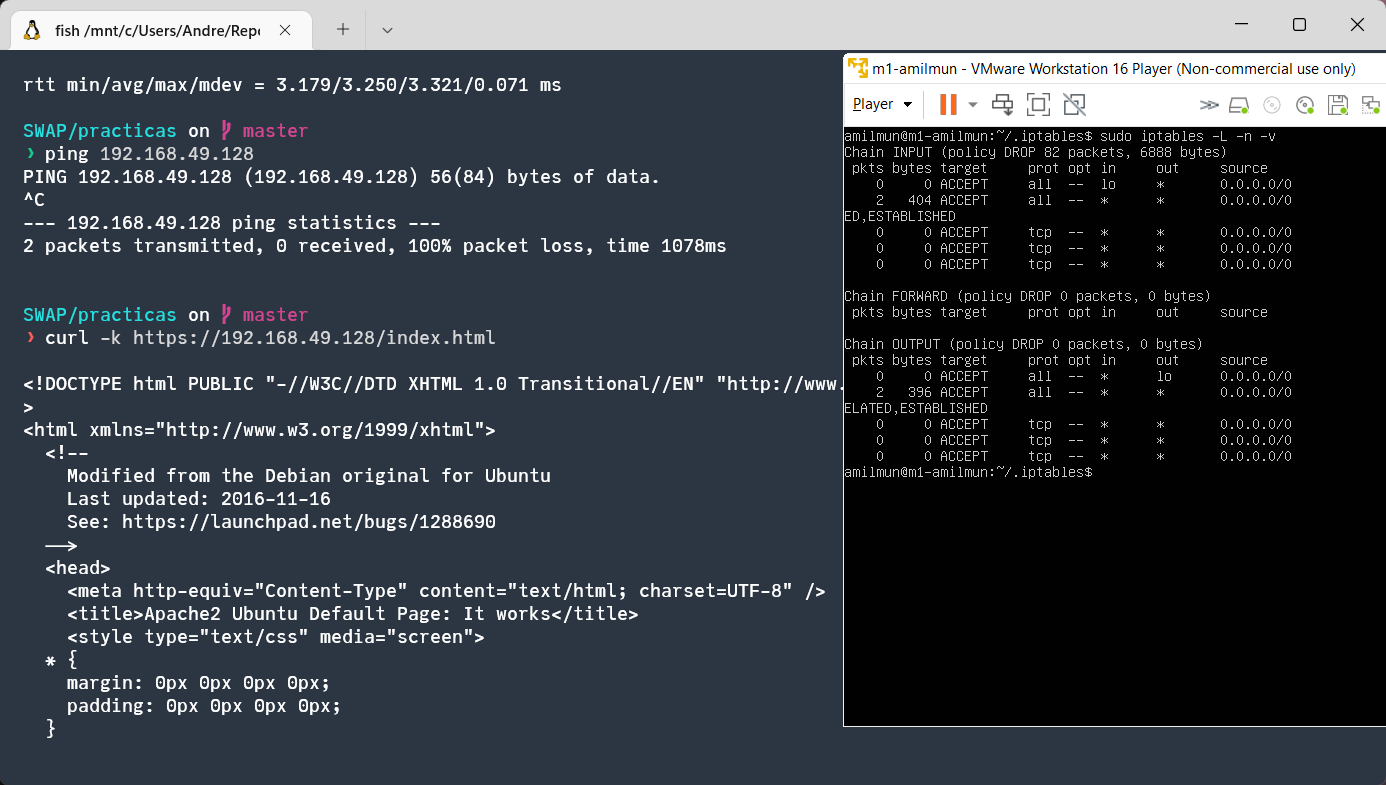 fish /mnt/c/Users/Andre/Repo
rtt min/avg/max/mdev = 3.179/3.250/3.321/0.071 ms
SWAP/practicas on master
❯ ping 192.168.49.128
PING 192.168.49.128 (192.168.49.128) 56(84) bytes of data.
^C
--- 192.168.49.128 ping statistics ---
2 packets transmitted, 0 received, 100% packet loss, time 1078ms
SWAP/practicas on master
❯ curl -k https://192.168.49.128/index.html
<!DOCTYPE html PUBLIC "-//W3C//DTD XHTML 1.0 Transitional//EN" "http://www.
>
<html xmlns="http://www.w3.org/1999/xhtml">
<!--
Modified from the Debian original for Ubuntu
Last updated: 2016-11-16
See: https://launchpad.net/bugs/1288690
-->
<head>
<meta http-equiv="Content-Type" content="text/html; charset=UTF-8" />
<title>Apache2 Ubuntu Default Page: It works</title>
<style type="text/css" media="screen">
* {
margin: 0px 0px 0px 0px;
padding: 0px 0px 0px 0px;
}
m1-amilmun - VMware Workstation 16 Player (Non-commercial use only)
Player
amilmun@m1-amilmun:~/.iptables$ sudo iptables -L -n -v
Chain INPUT (policy DROP 82 packets, 6888 bytes)
pkts bytes target prot opt in out source
0 0 ACCEPT all -- lo * 0.0.0.0/0
2 404 ACCEPT all -- * * 0.0.0.0/0
ED,ESTABLISHED
0 0 ACCEPT tcp -- * * 0.0.0.0/0
0 0 ACCEPT tcp -- * * 0.0.0.0/0
0 0 ACCEPT tcp -- * * 0.0.0.0/0
Chain FORWARD (policy DROP 0 packets, 0 bytes)
pkts bytes target prot opt in out source
Chain OUTPUT (policy DROP 0 packets, 0 bytes)
pkts bytes target prot opt in out source
0 0 ACCEPT all -- * lo 0.0.0.0/0
2 396 ACCEPT all -- * * 0.0.0.0/0
ELATED,ESTABLISHED
0 0 ACCEPT tcp -- * * 0.0.0.0/0
0 0 ACCEPT tcp -- * * 0.0.0.0/0
0 0 ACCEPT tcp -- * * 0.0.0.0/0
amilmun@m1-amilmun:~/.iptables$